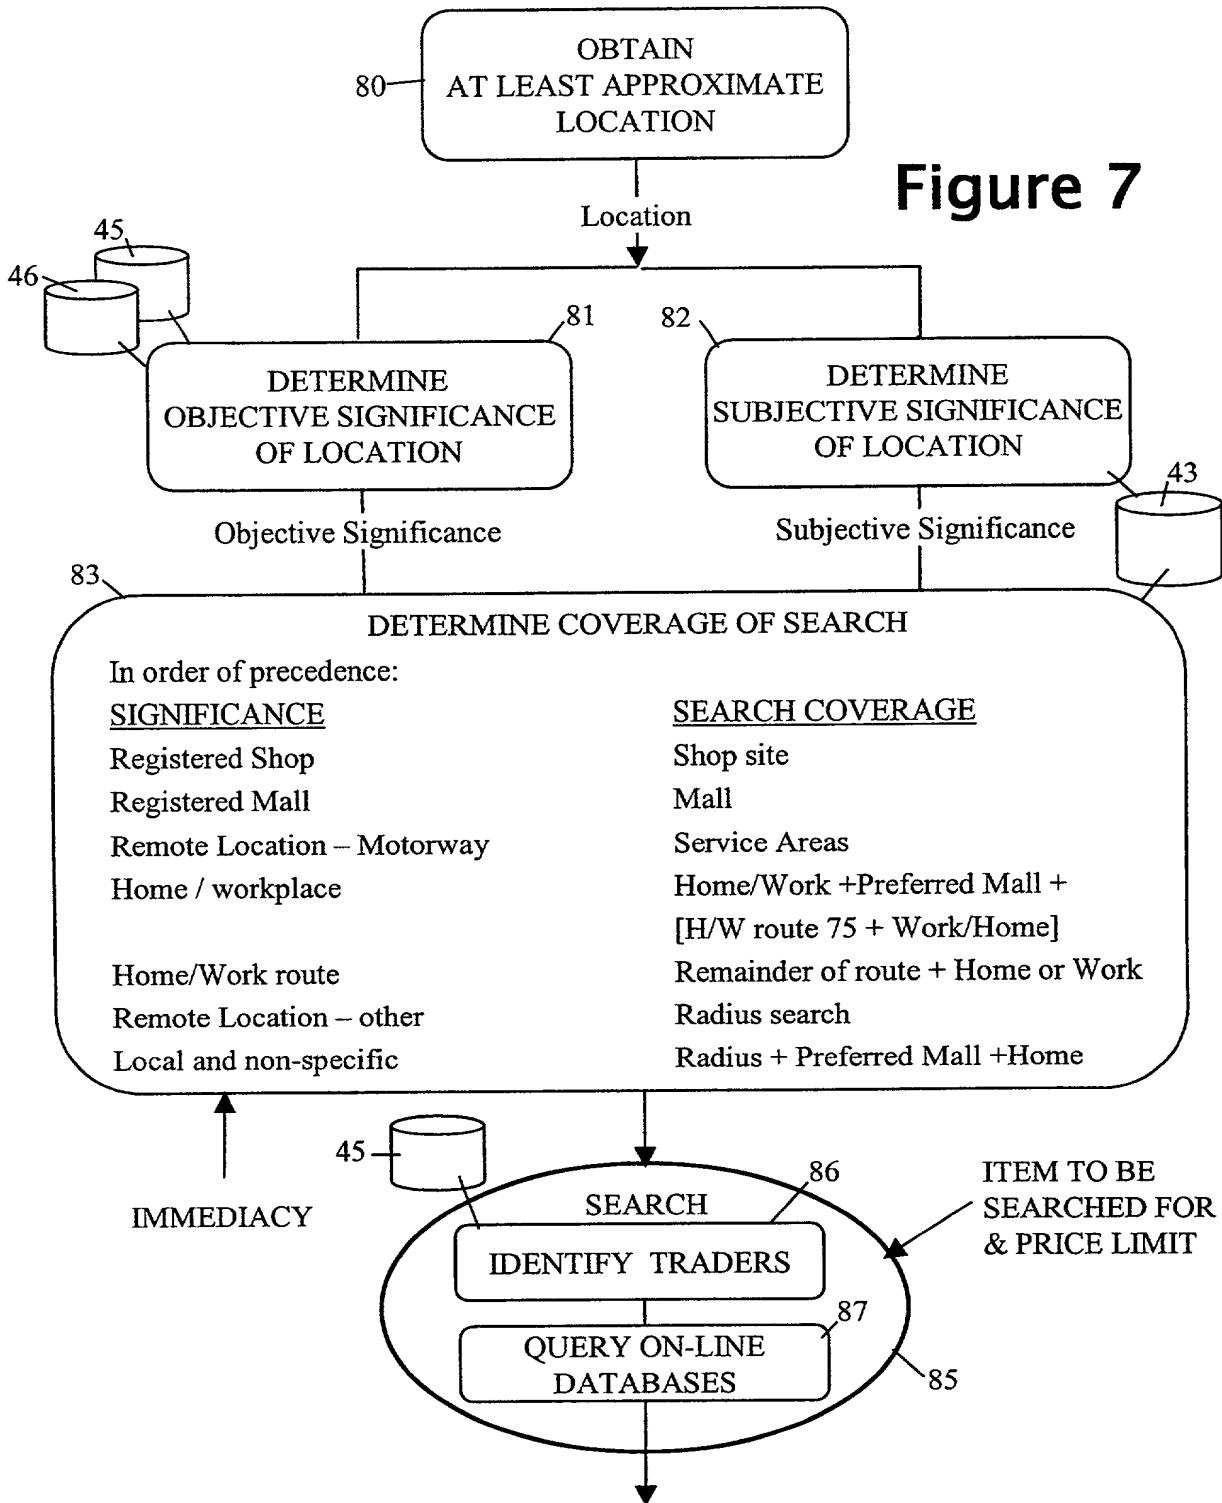 OBTAIN
AT LEAST APPROXIMATE
LOCATION
80
Figure 7
Location
45
46
81
82
DETERMINE
OBJECTIVE SIGNIFICANCE
OF LOCATION
DETERMINE
SUBJECTIVE SIGNIFICANCE
OF LOCATION
43
Objective Significance
Subjective Significance
83
DETERMINE COVERAGE OF SEARCH
In order of precedence:
SIGNIFICANCE
SEARCH COVERAGE
Registered Shop
Shop site
Registered Mall
Mall
Remote Location – Motorway
Service Areas
Home / workplace
Home/Work +Preferred Mall +
[H/W route 75 + Work/Home]
Home/Work route
Remainder of route + Home or Work
Remote Location – other
Radius search
Local and non-specific
Radius + Preferred Mall +Home
45
IMMEDIACY
86
SEARCH
ITEM TO BE
SEARCHED FOR
& PRICE LIMIT
IDENTIFY TRADERS
87
QUERY ON-LINE
DATABASES
85